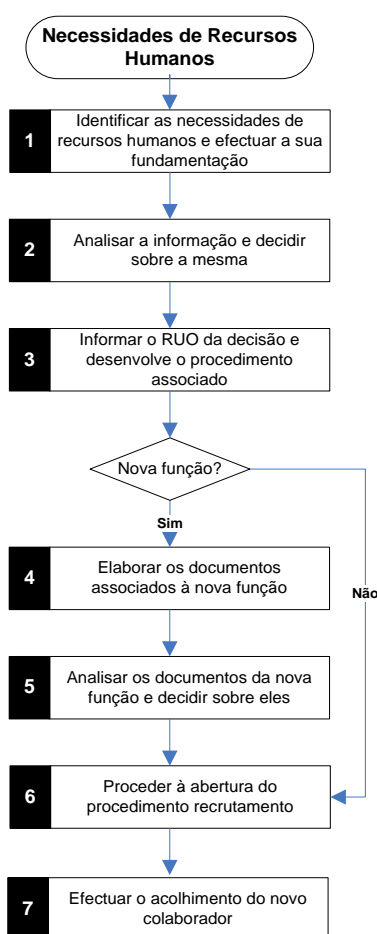 Necessidades de Recursos
Humanos
1
Identificar as necessidades de
recursos humanos e efectuar a sua
fundamentação
2
Analisar a informação e decidir
sobre a mesma
3
Informar o RUO da decisão e
desenvolve o procedimento
associado
Nova função?
Sim
Não
4
Elaborar os documentos
associados à nova função
5
Analisar os documentos da nova
função e decidir sobre eles
6
Proceder à abertura do
procedimento recrutamento
7
Efectuar o acolhimento do novo
colaborador